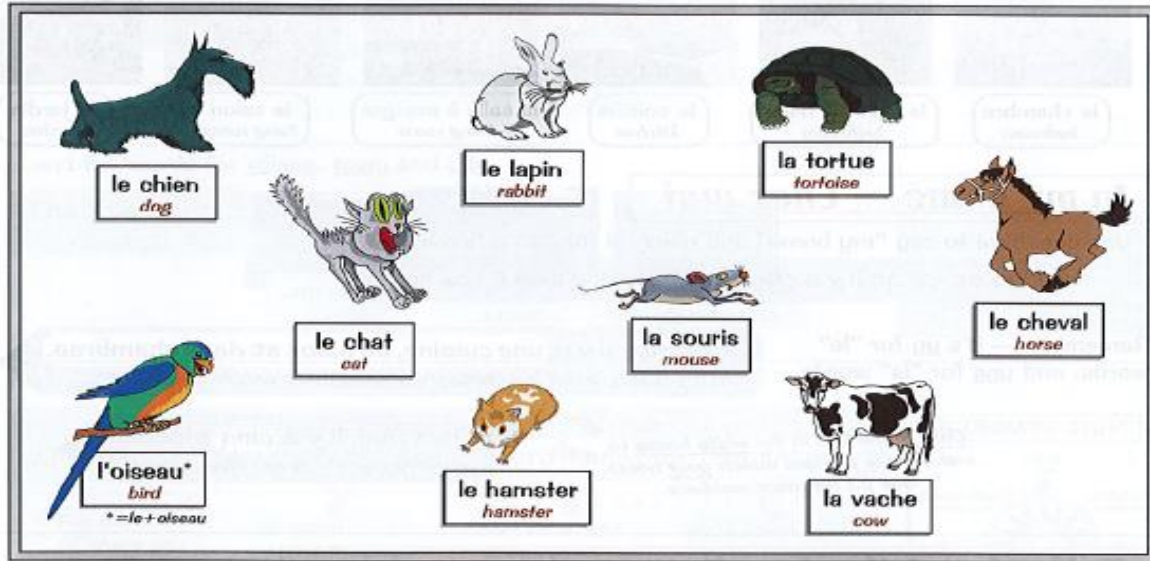 le chien
dog
le lapin
rabbit
la tortue
tortoise
le chat
cat
la souris
mouse
le cheval
horse
l'oiseau*
bird
*=le+oiseau
le hamster
hamster
la vache
cow